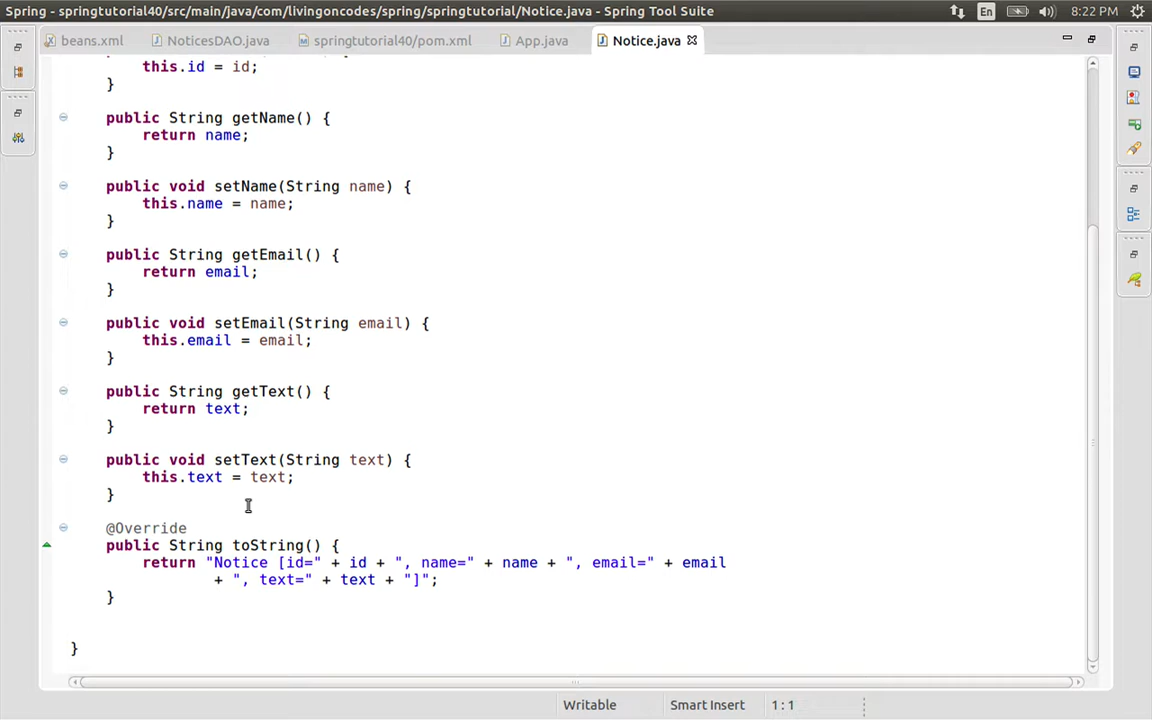 Spring - springtutorial40/src/main/java/com/livingoncodes/spring/springtutorial/Notice.java - Spring Tool Suite
En
8:22 PM
beans.xml
NoticesDAO.java
springtutorial40/pom.xml
App.java
Notice.java
this.id = id;
}
public String getName() {
return name;
}
public void setName(String name) {
this.name = name;
}
public String getEmail() {
return email;
}
public void setEmail(String email) {
this.email = email;
}
public String getText() {
return text;
}
public void setText(String text) {
this.text = text;
}
@Override
public String toString() {
return "Notice [id=" + id + ", name=" + name + ", email=" + email
+ ", text=" + text + "]";
}
}
Writable
Smart Insert
1 : 1